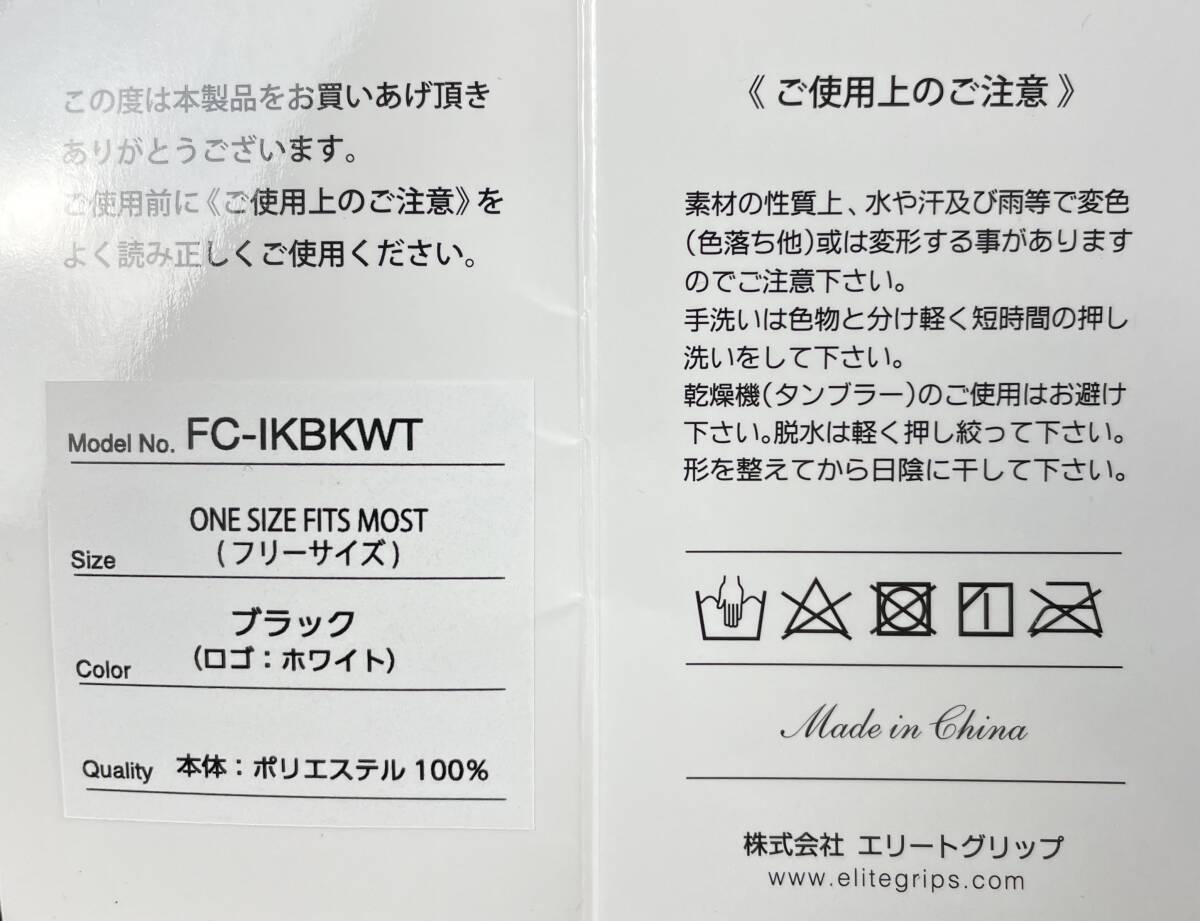 この度は本製品をお買いあげ頂き
ありがとうございます。
ご使用前に《ご使用上のご注意》を
よく読み正しくご使用ください。
Model No. FC-IKBKWT
ONE SIZE FITS MOST
Size (フリーサイズ)
ブラック
Color (ロゴ：ホワイト)
Quality 本体：ポリエステル 100%
《 ご使用上のご注意 》
素材の性質上、水や汗及び雨等で変色
(色落ち他)或は変形する事があります
のでご注意下さい。
手洗いは色物と分け軽く短時間の押し
洗いをして下さい。
乾燥機(タンブラー)のご使用はお避け
下さい。脱水は軽く押し絞って下さい。
形を整えてから日陰に干して下さい。
Made in China
株式会社 エリートグリップ
www.elitegrips.com